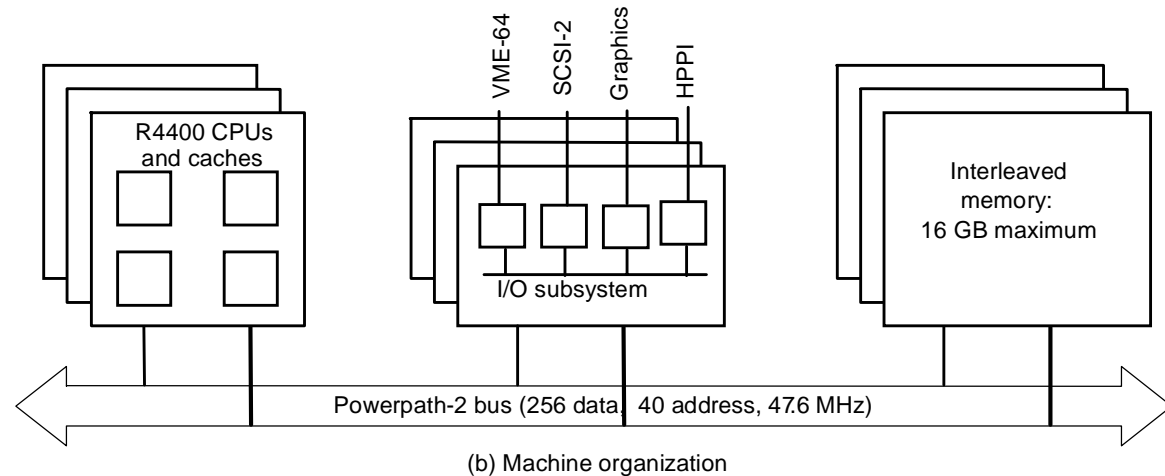 VME-64
SCSI-2
Graphics
HPPI
R4400 CPUs
and caches
Interleaved
memory:
16 GB maximum
I/O subsystem
Powerpath-2 bus (256 data, 40 address, 47.6 MHz)
(b) Machine organization